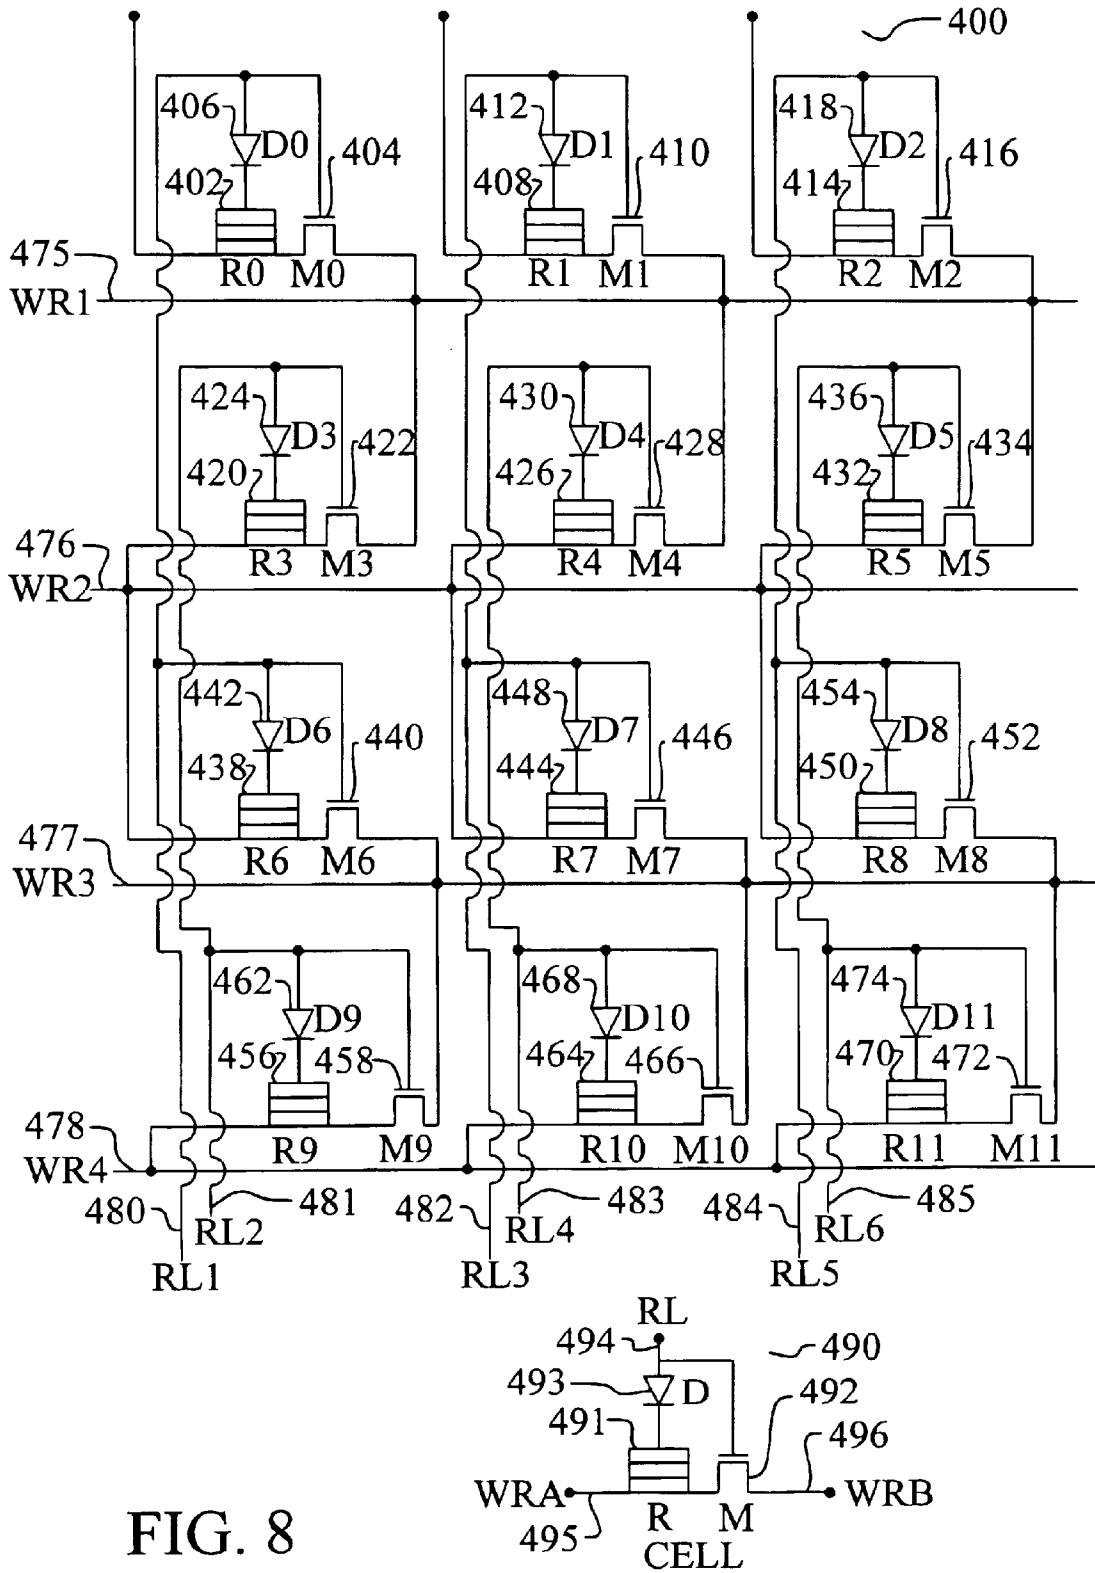 400
406 D0 404 412 D1 410 418 D2 416
402 408 414
475 R0 M0 R1 M1 R2 M2
WR1
424 D3 422 430 D4 428 436 D5 434
420 426 432
476 R3 M3 R4 M4 R5 M5
WR2
442 D6 440 448 D7 446 454 D8 452
438 444 450
477 R6 M6 R7 M7 R8 M8
WR3
462 D9 468 D10 474 D11
456 458 464 466 470 472
478 R9 M9 R10 M10 R11 M11
WR4
480 481 482 483 484 485
RL2 RL4 RL6
RL1 RL3 RL5
RL
494 490
493 D 492
491 496
WRA WRB
495 R M
CELL
FIG. 8